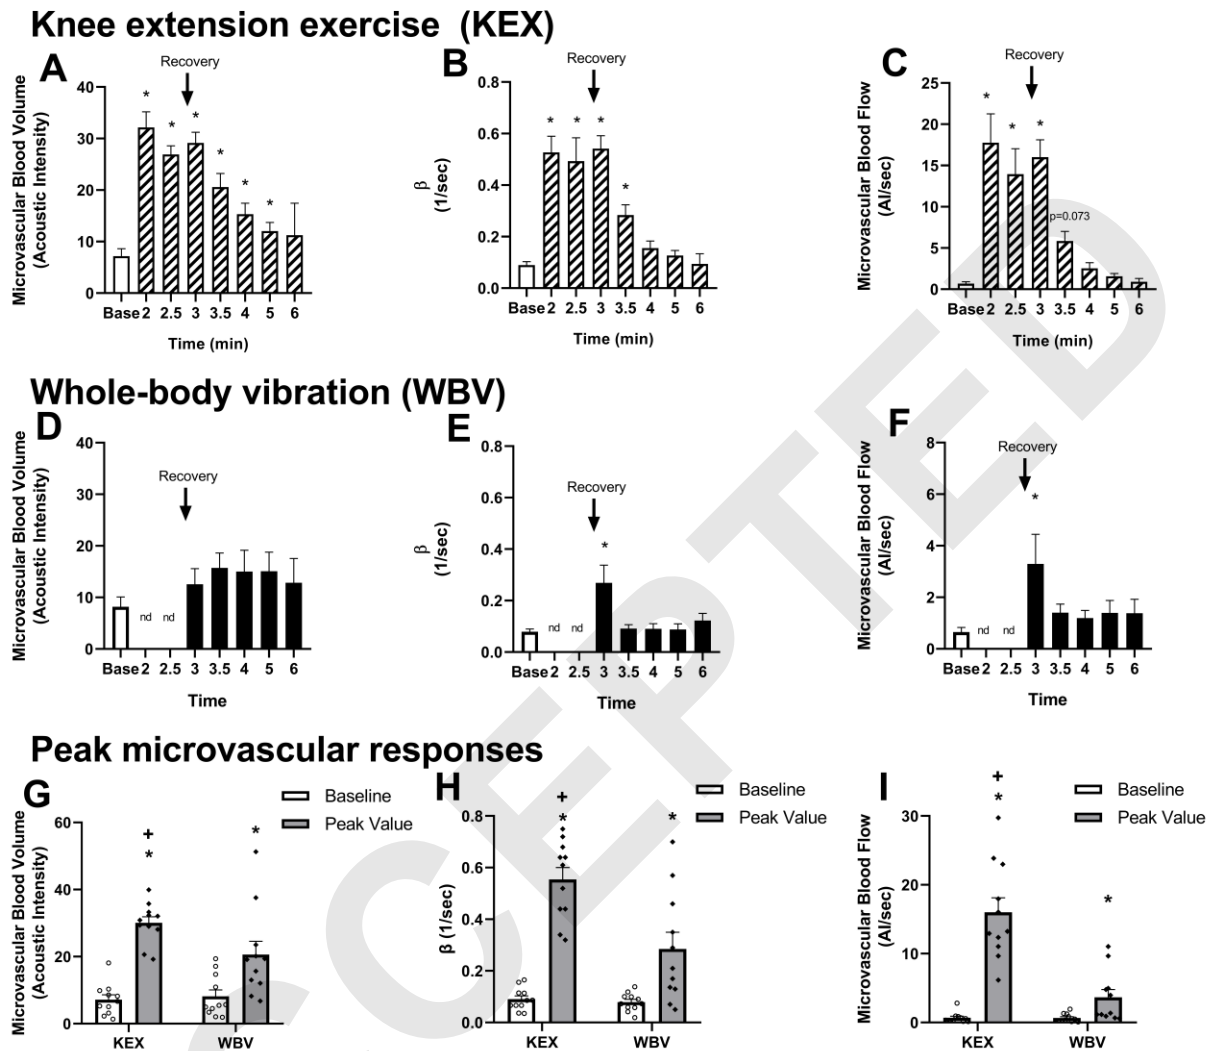 Knee extension exercise (KEX)
A
Recovery
Microvascular Blood Volume
(Acoustic Intensity)
40
30
20
10
0
* * * * * * 
Base 2 2.5 3 3.5 4 5 6
Time (min)
B
Recovery
β
(1/sec)
0.8
0.6
0.4
0.2
0.0
* * * *
Base 2 2.5 3 3.5 4 5 6
Time (min)
C
Recovery
Microvascular Blood Flow
(AI/sec)
25
20
15
10
5
0
* * *
p=0.073
Base 2 2.5 3 3.5 4 5 6
Time (min)
Whole-body vibration (WBV)
D
Recovery
Microvascular Blood Volume
(Acoustic Intensity)
40
30
20
10
0
nd nd
Base 2 2.5 3 3.5 4 5 6
Time
E
Recovery
β
(1/sec)
0.8
0.6
0.4
0.2
0.0
nd nd
*
Base 2 2.5 3 3.5 4 5 6
Time
F
Recovery
Microvascular Blood Flow
(AI/sec)
8
6
4
2
0
nd nd
*
Base 2 2.5 3 3.5 4 5 6
Time
Peak microvascular responses
G
Baseline
Peak Value
Microvascular Blood Volume
(Acoustic Intensity)
60
40
20
0
+
* *
KEX WBV
H
Baseline
Peak Value
β (1/sec)
0.8
0.6
0.4
0.2
0.0
+
* *
KEX WBV
I
Baseline
Peak Value
Microvascular Blood Flow
(AI/sec)
30
20
10
0
+
* *
KEX WBV
CCEPTED